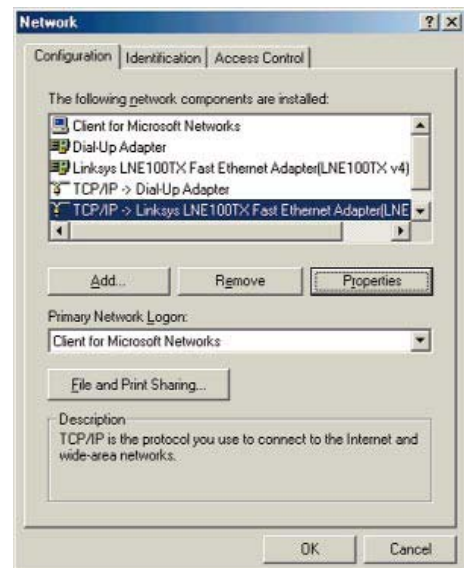 Network
? ×
Configuration Identification Access Control
The following network components are installed:
Client for Microsoft Networks
Dial-Up Adapter
Linksys LNE100TX Fast Ethernet Adapter(LNE100TX v4)
TCP/IP -> Dial-Up Adapter
TCP/IP -> Linksys LNE100TX Fast Ethernet Adapter(LNE
Add... Remove Properties
Primary Network Logon:
Client for Microsoft Networks
File and Print Sharing...
Description
TCP/IP is the protocol you use to connect to the Internet and
wide-area networks.
OK Cancel